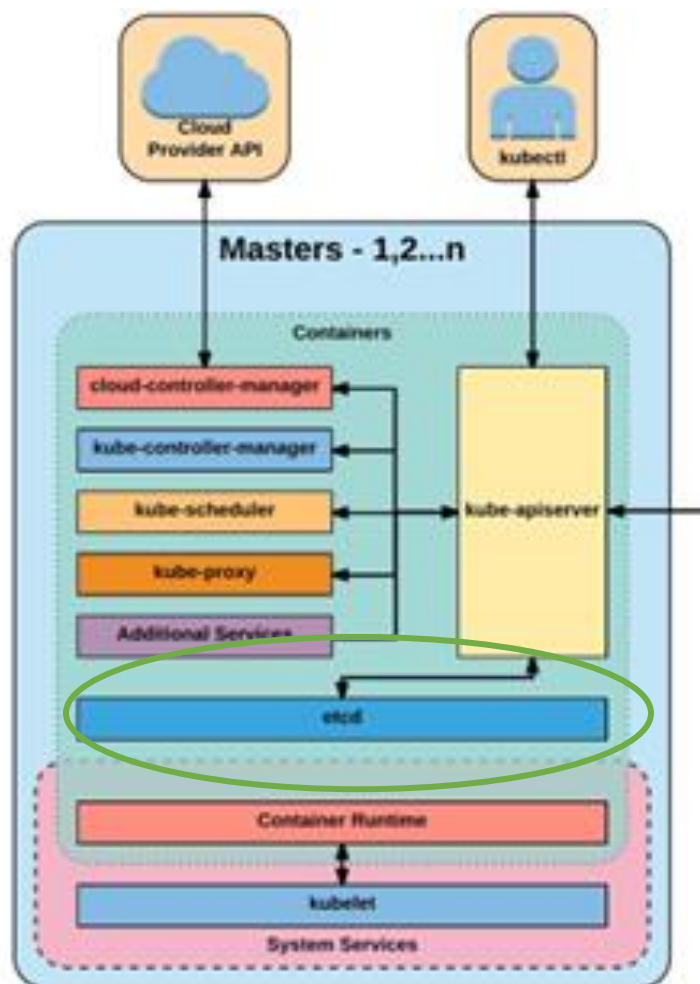 Cloud
Provider API
kubectl
Masters - 1,2...n
Containers
cloud-controller-manager
kube-controller-manager
kube-scheduler
kube-apiserver
kube-proxy
Additional Services
etcd
Container Runtime
kubelet
System Services